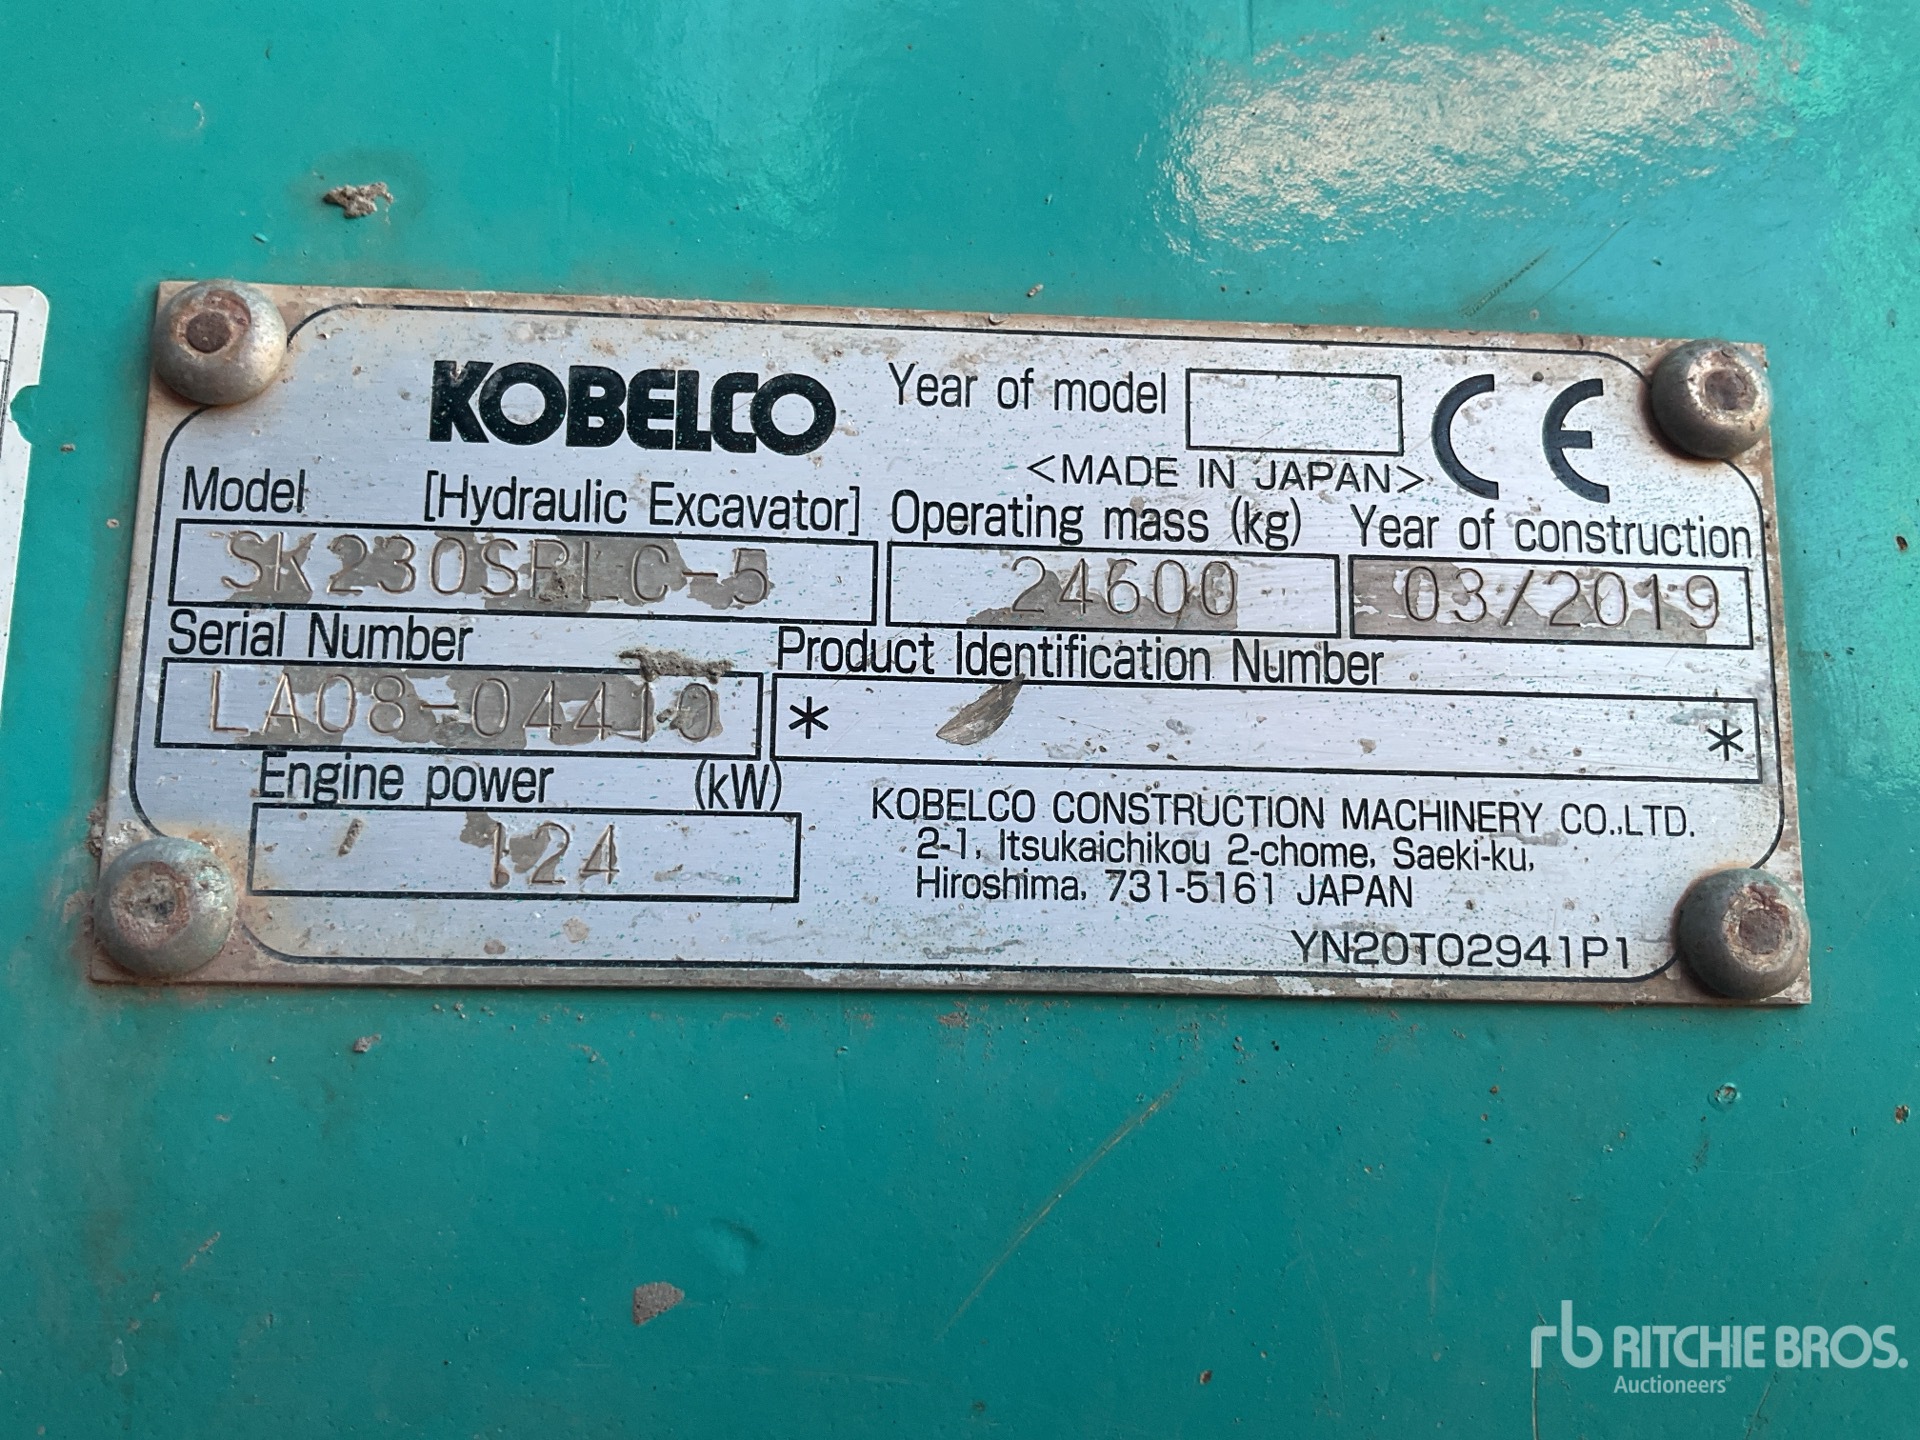 KOBELCO
Year of model
<MADE IN JAPAN>
CE
Model [Hydraulic Excavator]
SK230SRLC-5
Operating mass (kg)
24600
Year of construction
03/2019
Serial Number
LA08-04410
Product Identification Number
* *
Engine power (kW)
124
KOBELCO CONSTRUCTION MACHINERY CO.,LTD.
2-1, Itsukaichikou 2-chome, Saeki-ku,
Hiroshima, 731-5161 JAPAN
YN20T02941P1
rb RITCHIE BROS.
Auctioneers